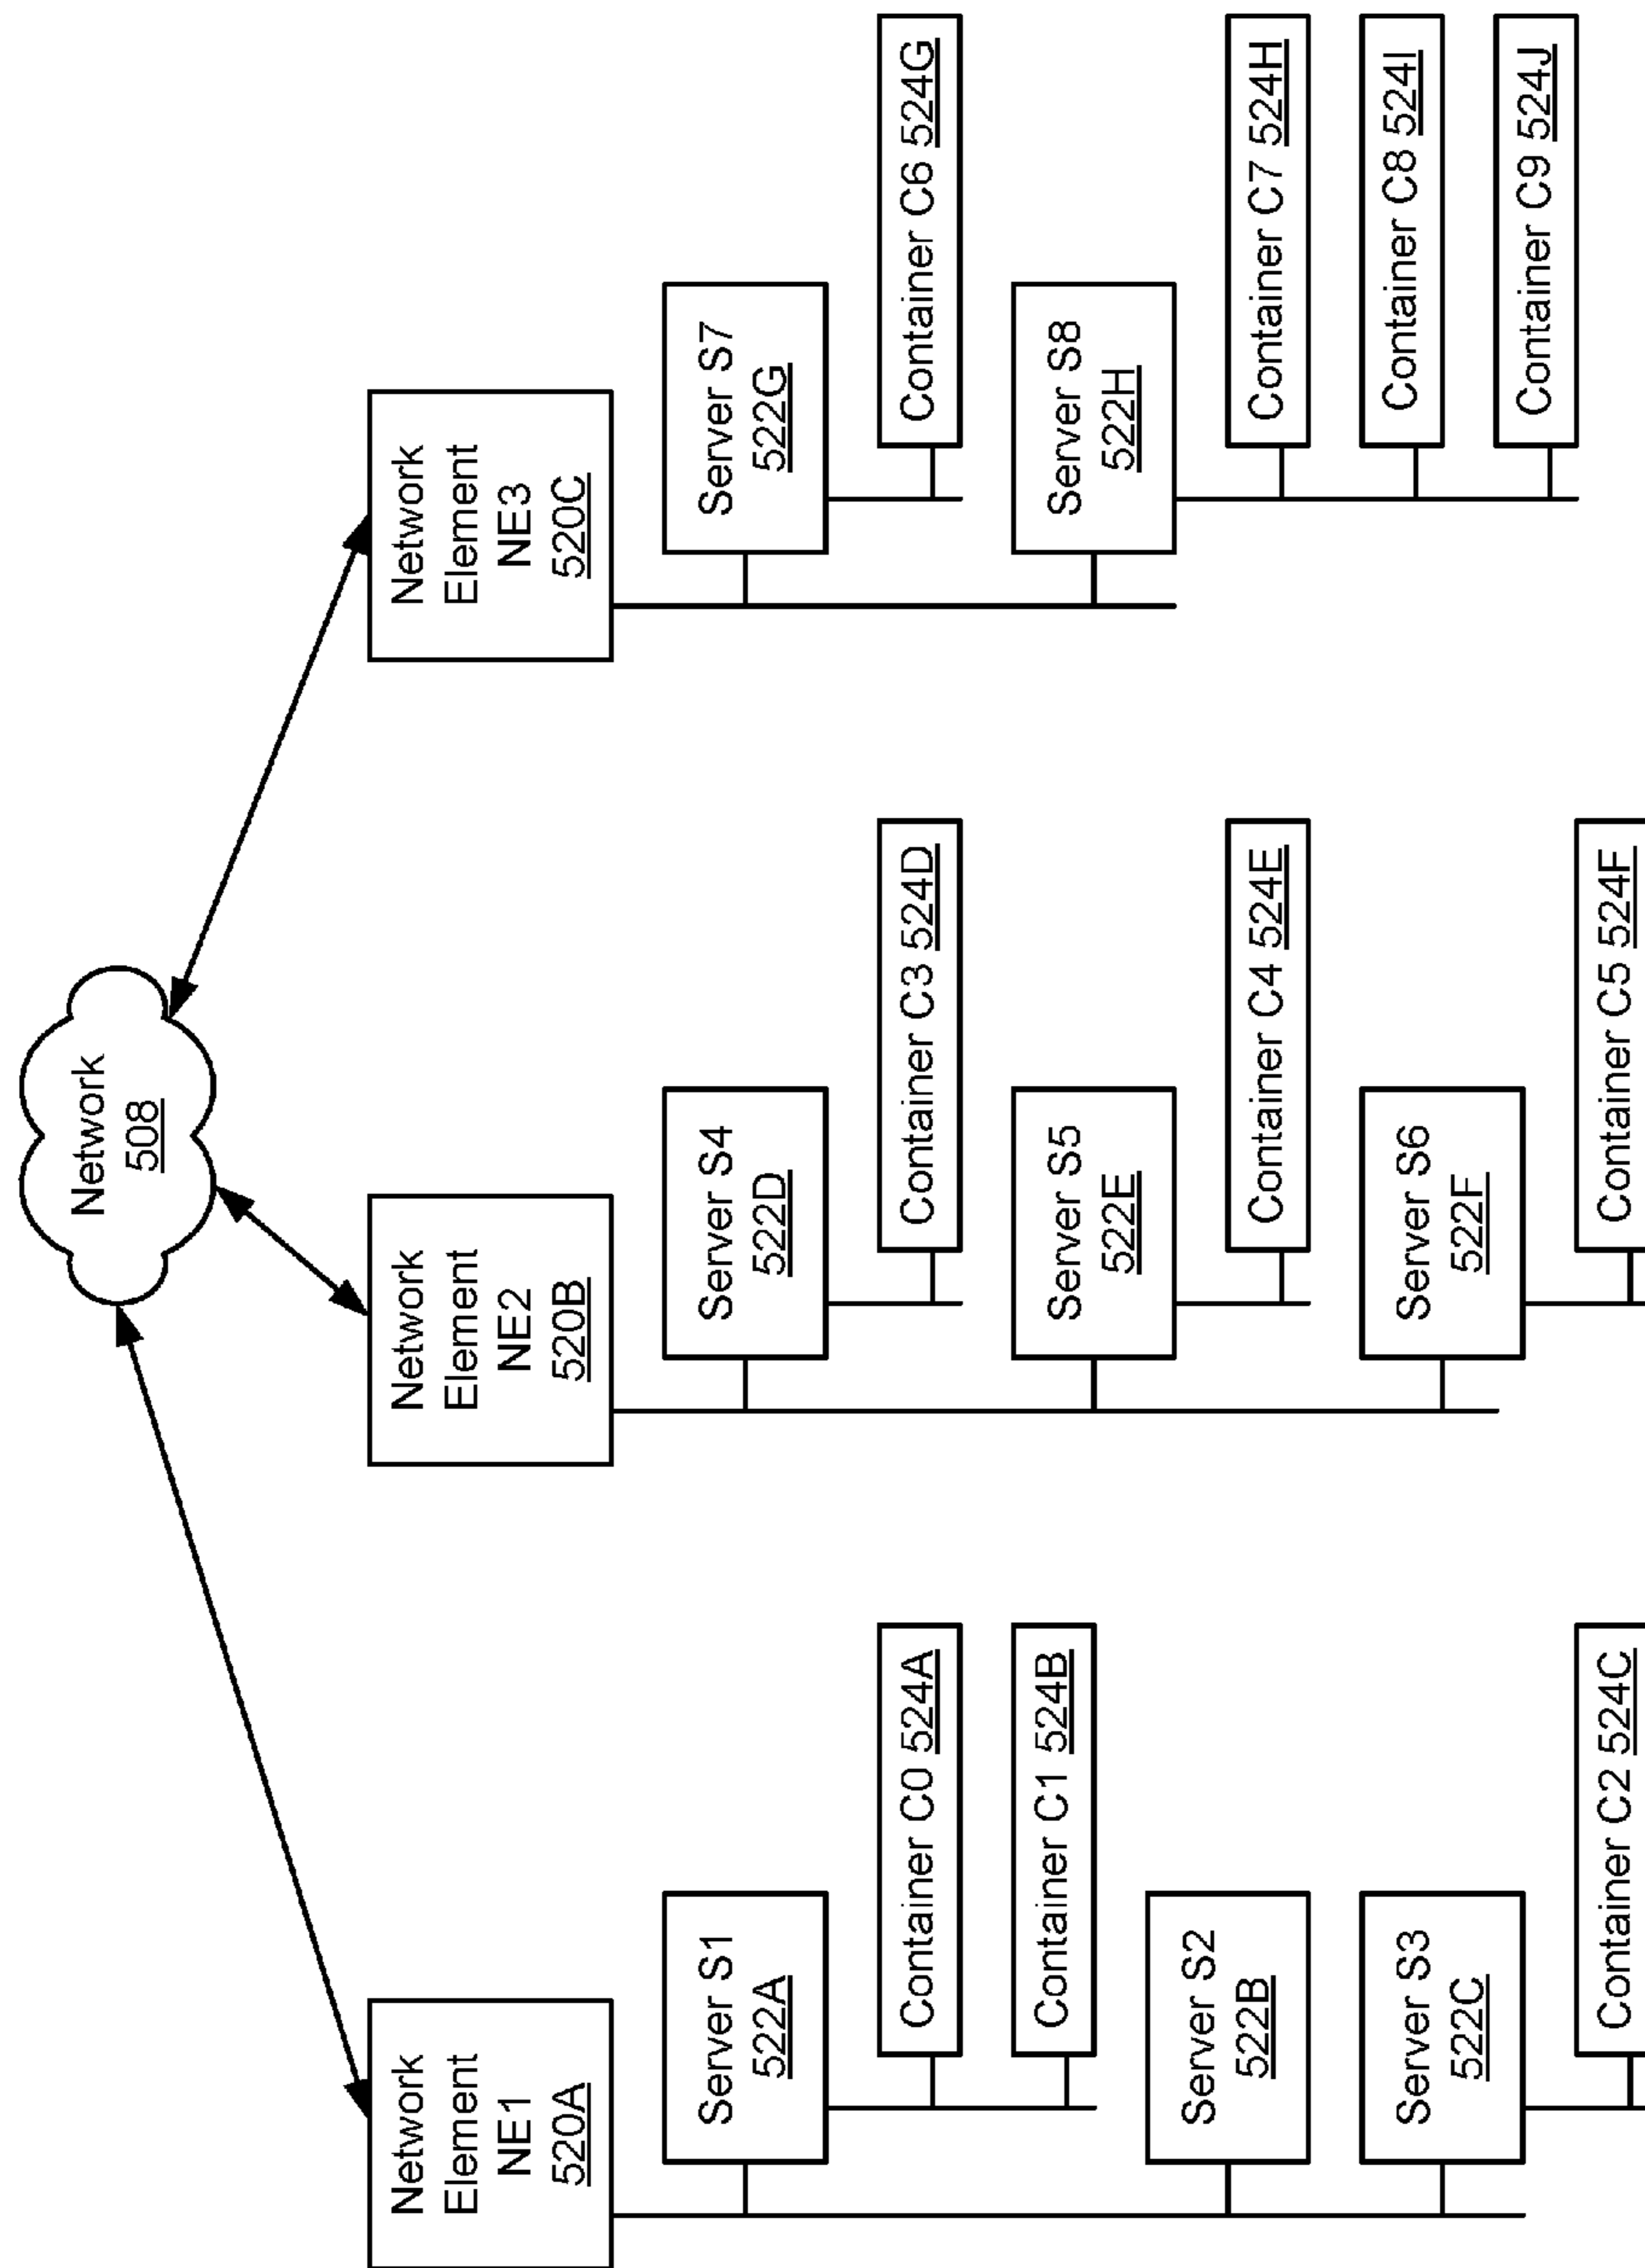 Network
508
Network
Element
NE1
520A
Server S1
522A
Container C0 524A
Container C1 524B
Server S2
522B
Server S3
522C
Container C2 524C
Network
Element
NE2
520B
Server S4
522D
Container C3 524D
Server S5
522E
Container C4 524E
Server S6
522F
Container C5 524F
Network
Element
NE3
520C
Server S7
522G
Container C6 524G
Server S8
522H
Container C7 524H
Container C8 524I
Container C9 524J